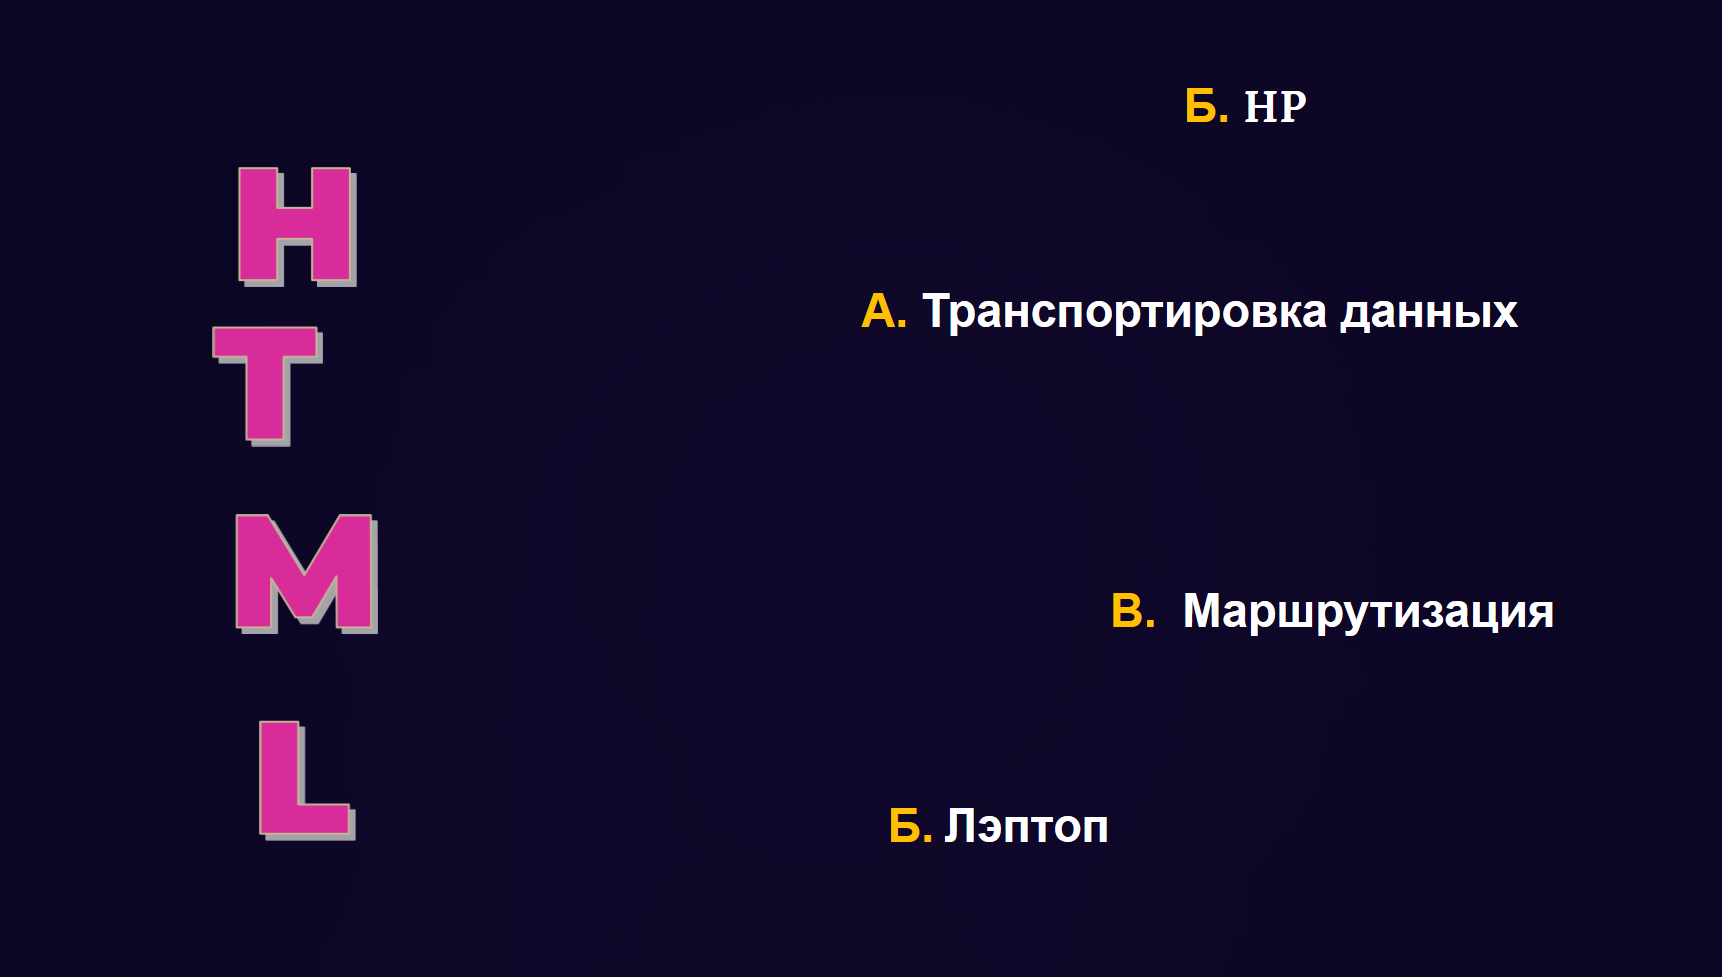 Б. HP
H
А. Транспортировка данных
T
M
В. Маршрутизация
L
Б. Лэптоп